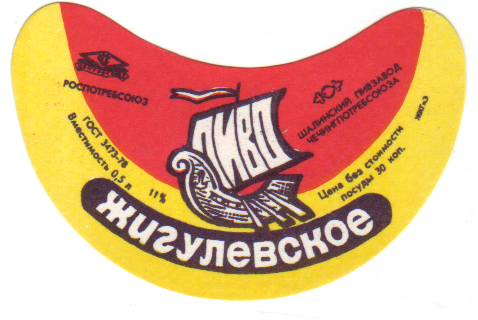 РОСПОТРЕБСОЮЗ
ГОСТ 3473-78
Вместимость 0,5 л
11%
ПИВО
ШАЛИНСКИЙ ПИВЗАВОД
ЧЕЧИНГПОТРЕБСОЮЗА
Цена без стоимости
посуды 30 коп.
ЖИГУЛЕВСКОЕ